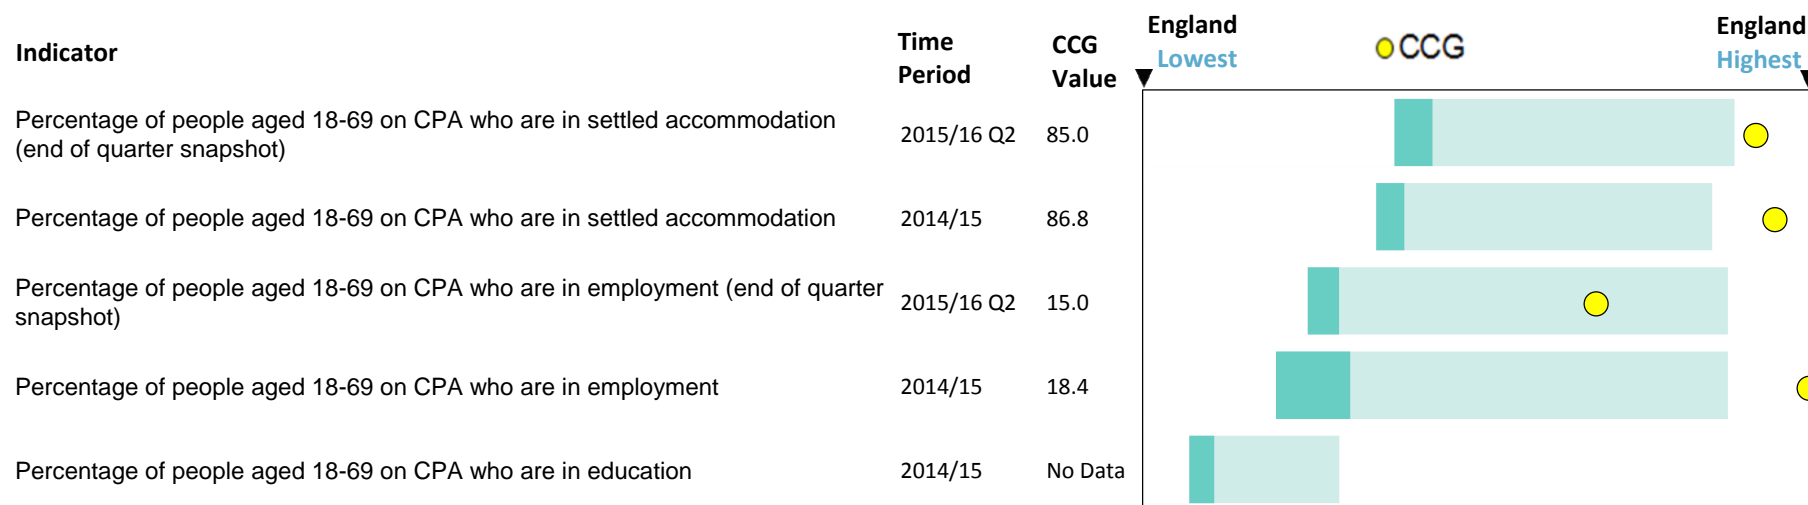 Indicator
Time Period
CCG Value
England Lowest
CCG
England Highest
Percentage of people aged 18-69 on CPA who are in settled accommodation
(end of quarter snapshot)
2015/16 Q2
85.0
Percentage of people aged 18-69 on CPA who are in settled accommodation
2014/15
86.8
Percentage of people aged 18-69 on CPA who are in employment (end of quarter
snapshot)
2015/16 Q2
15.0
Percentage of people aged 18-69 on CPA who are in employment
2014/15
18.4
Percentage of people aged 18-69 on CPA who are in education
2014/15
No Data